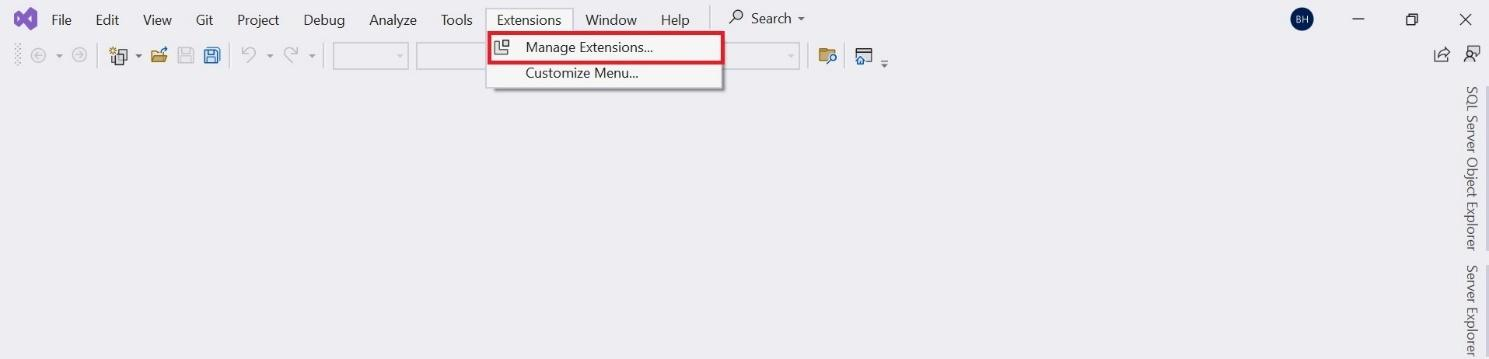 File Edit View Git Project Debug Analyze Tools Extensions Window Help Search BH
Manage Extensions...
Customize Menu...
SQL Server Object Explorer
Server Explorer